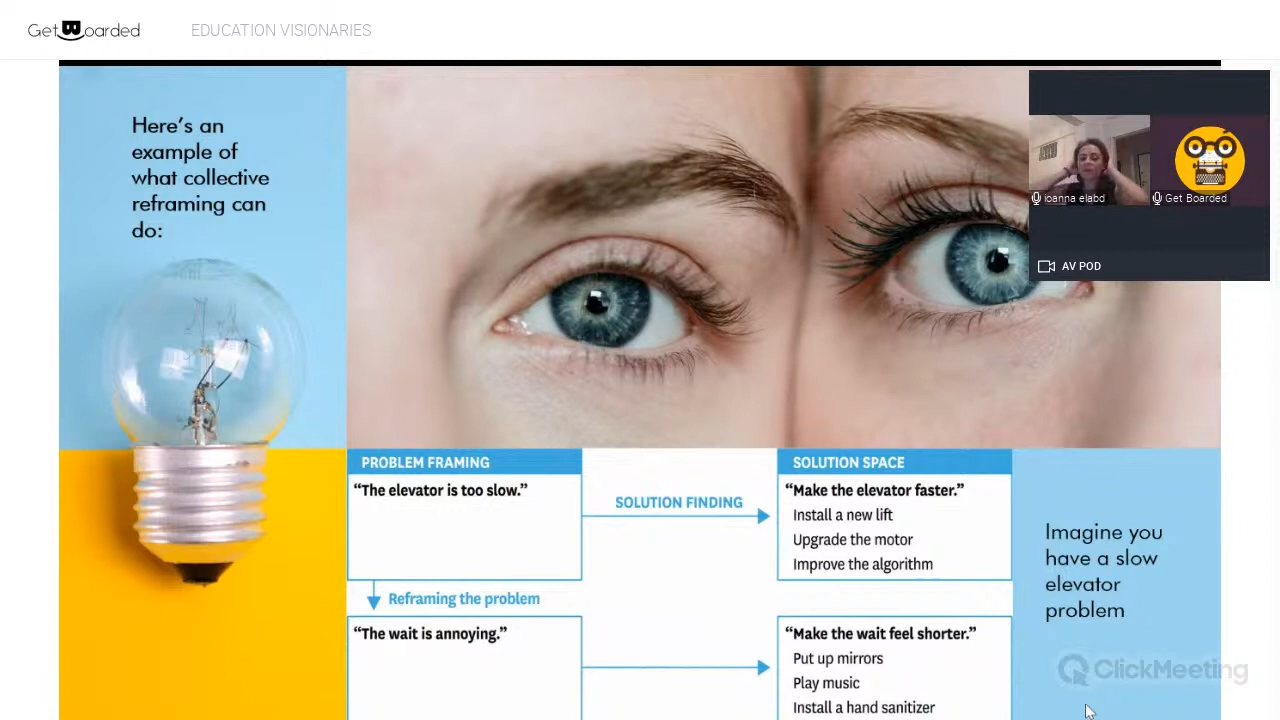 GetBoarded
EDUCATION VISIONARIES
Here's an
example of
what collective
reframing can
do:
ioanna elabd
Get Boarded
AV POD
PROBLEM FRAMING
"The elevator is too slow."
SOLUTION FINDING
SOLUTION SPACE
"Make the elevator faster."
Install a new lift
Upgrade the motor
Improve the algorithm
Imagine you
have a slow
elevator
problem
Reframing the problem
"The wait is annoying."
"Make the wait feel shorter."
Put up mirrors
Play music
Install a hand sanitizer
ClickMeeting